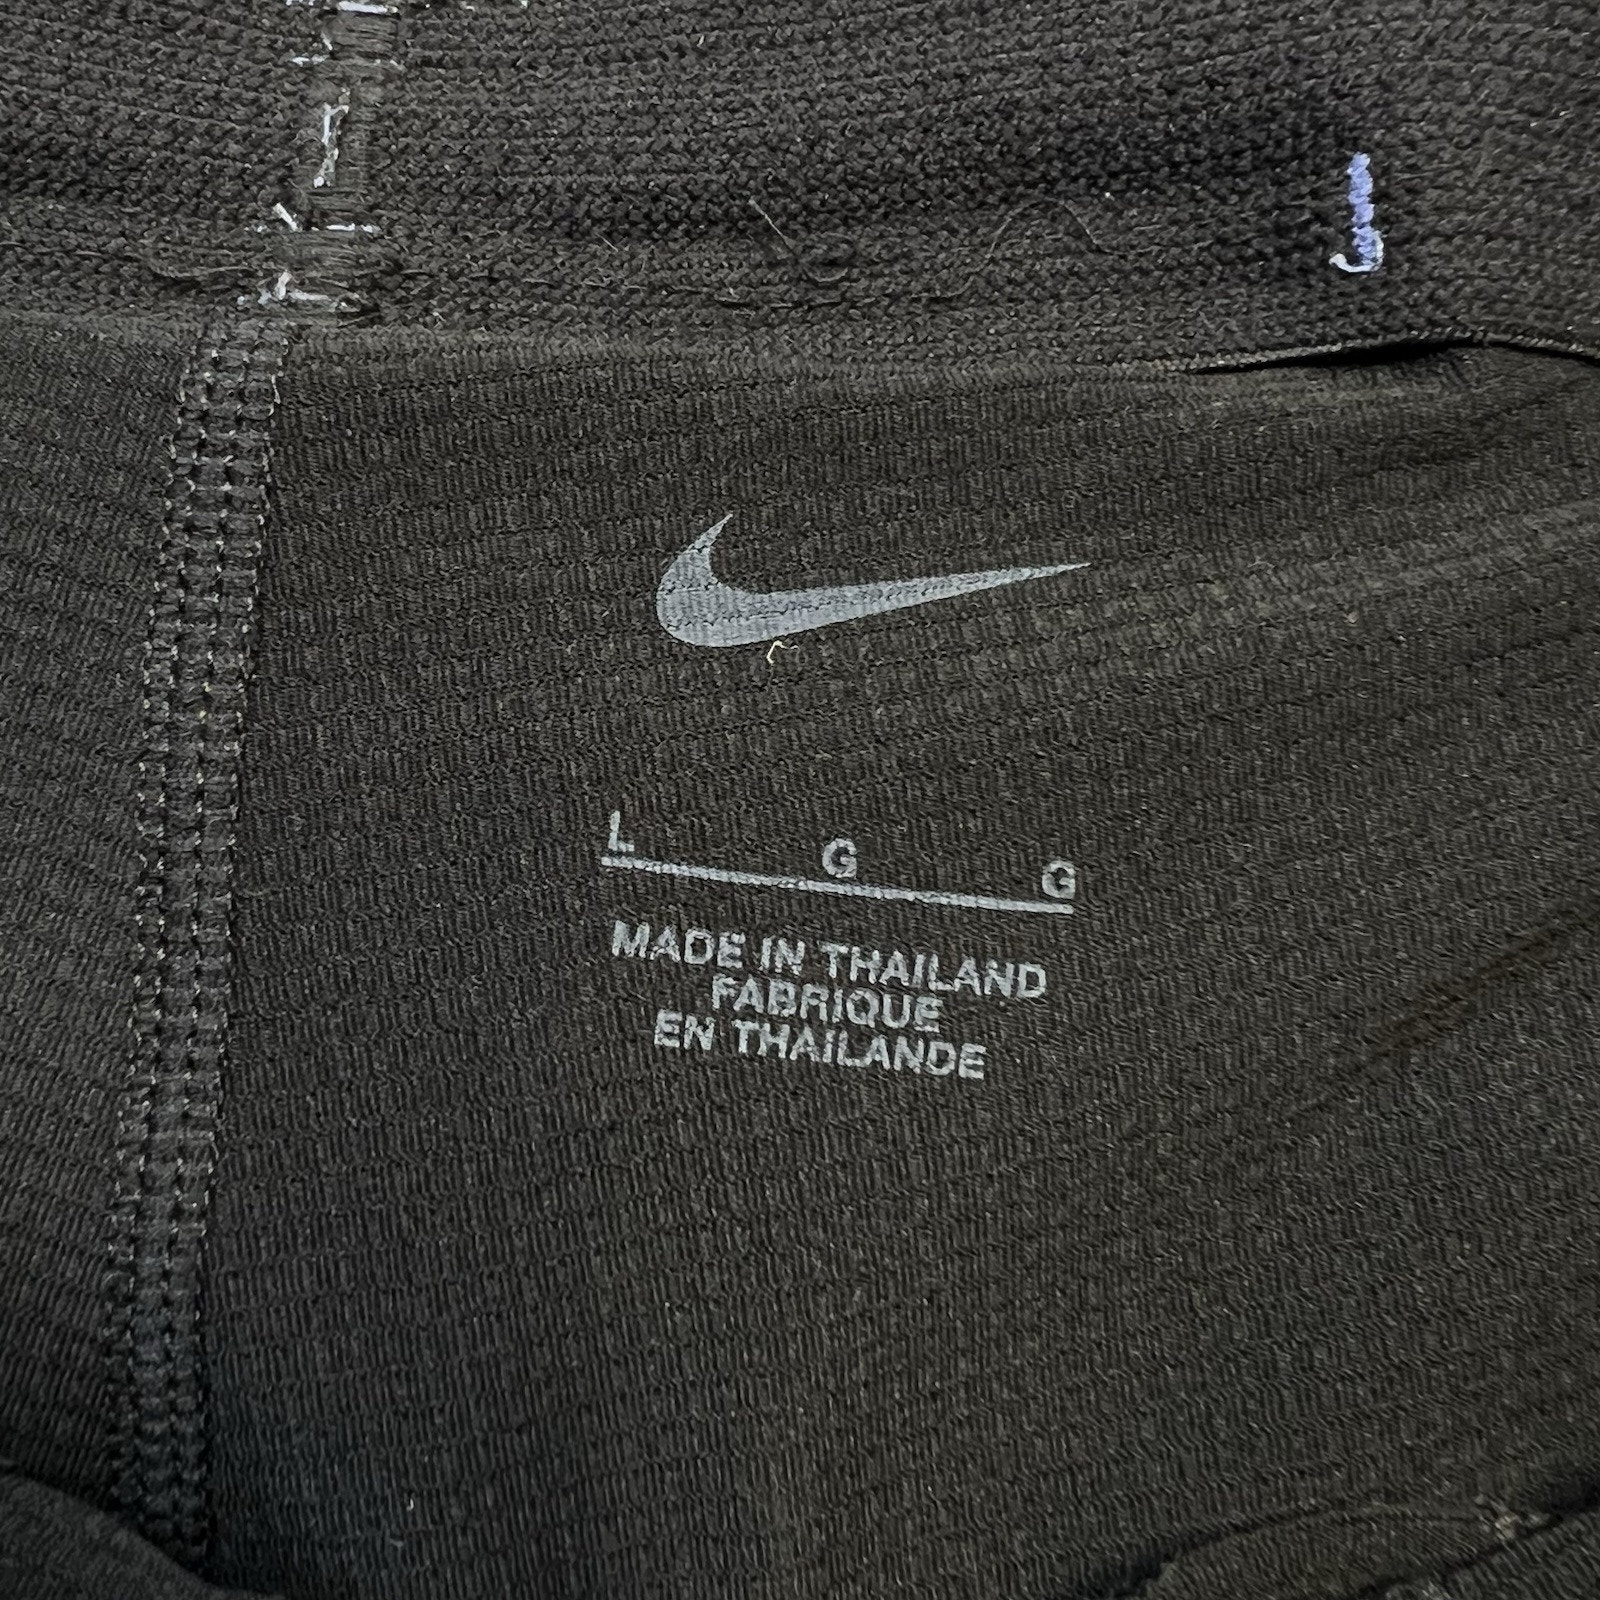 L G G
MADE IN THAILAND
FABRIQUE
EN THAILANDE